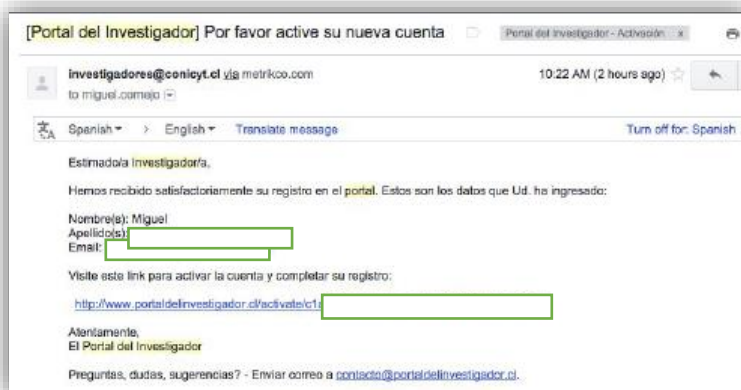 [Portal del Investigador] Por favor active su nueva cuenta Portal del Investigador - Activación x
investigadores@conicyt.cl via metrikco.com 10:22 AM (2 hours ago)
to miguel.cornejo
Spanish > English Translate message Turn off for: Spanish
Estimado/a Investigador/a,
Hemos recibido satisfactoriamente su registro en el portal. Estos son los datos que Ud. ha ingresado:
Nombre(s): Miguel
Apellido(s):
Email:
Visite este link para activar la cuenta y completar su registro:
http://www.portaldelinvestigador.cl/activate/c1
Atentamente,
El Portal del Investigador
Preguntas, dudas, sugerencias? - Enviar correo a contacto@portaldelinvestigador.cl.